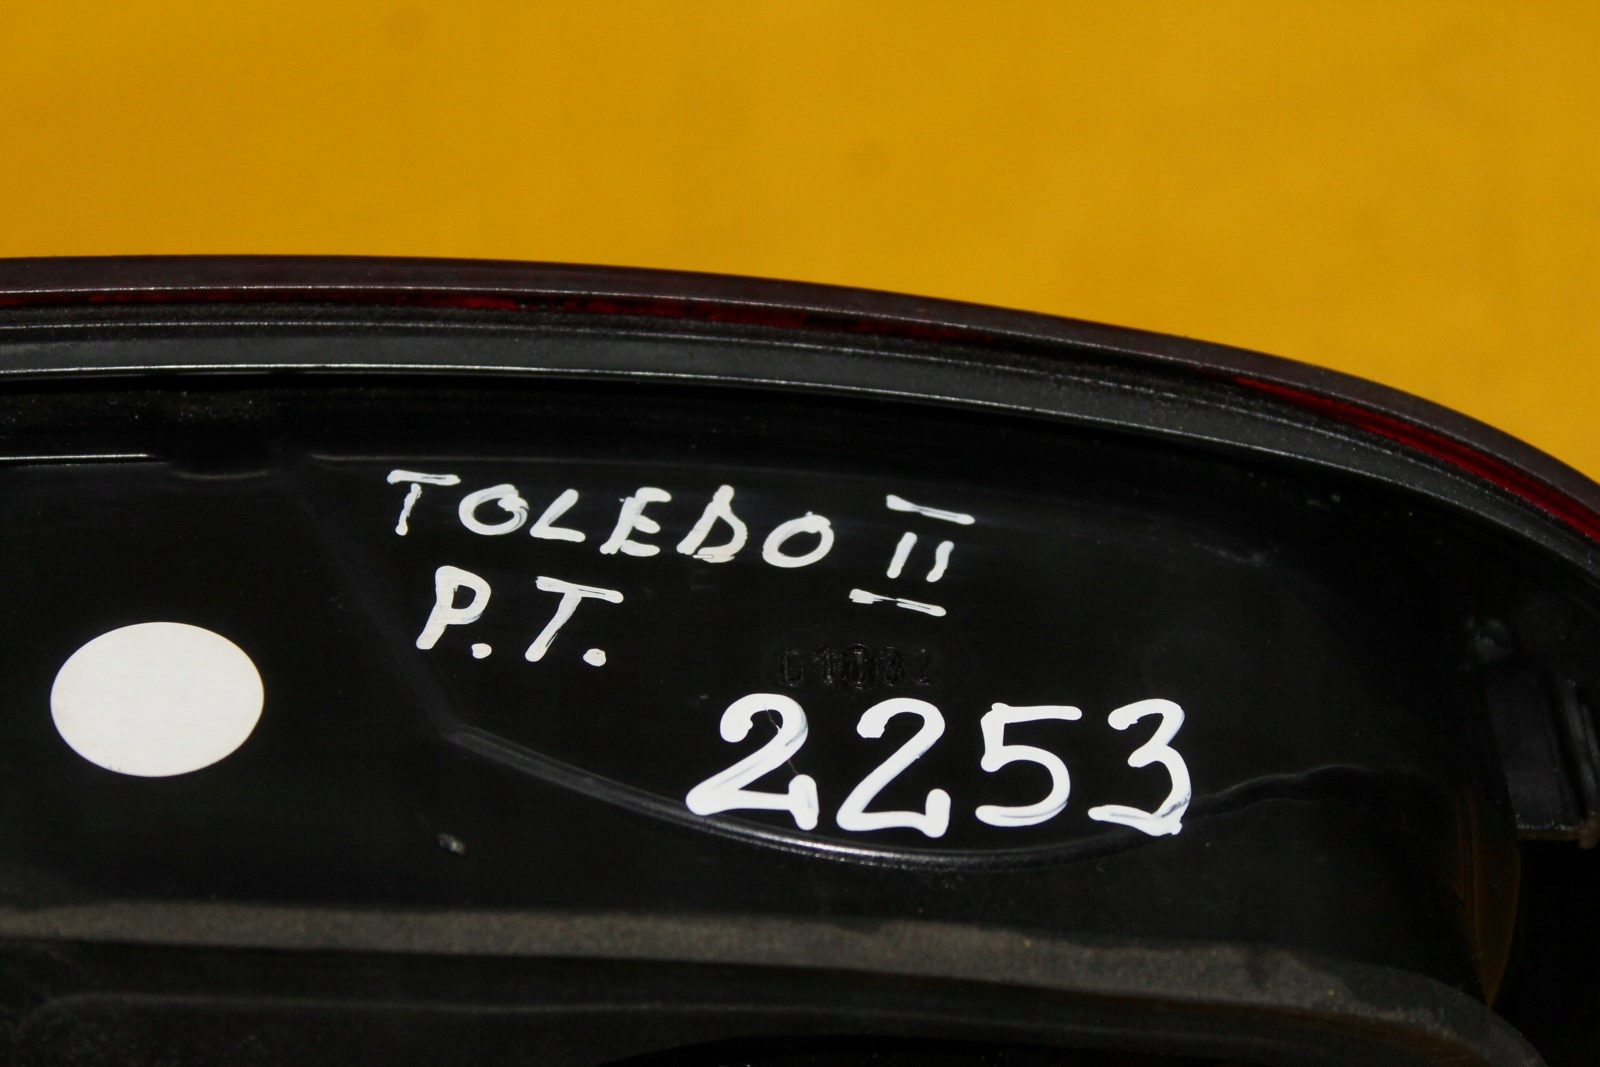 TOLEDO II
P.T.
2253